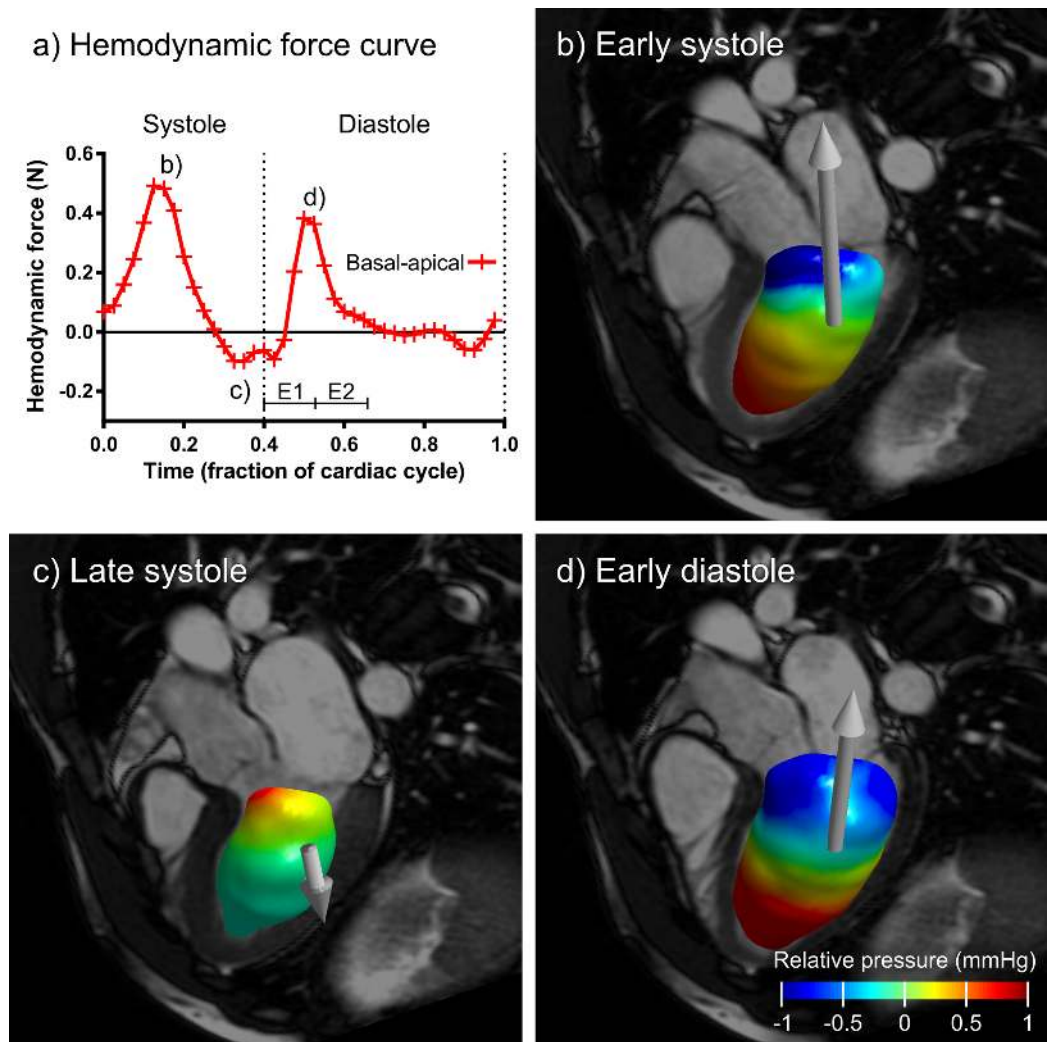 a) Hemodynamic force curve
Systole Diastole
Hemodynamic force (N)
0.6
0.4
0.2
0.0
-0.2
b)
d)
Basal-apical
c)
E1 E2
0.0 0.2 0.4 0.6 0.8 1.0
Time (fraction of cardiac cycle)
b) Early systole
c) Late systole
d) Early diastole
Relative pressure (mmHg)
-1 -0.5 0 0.5 1